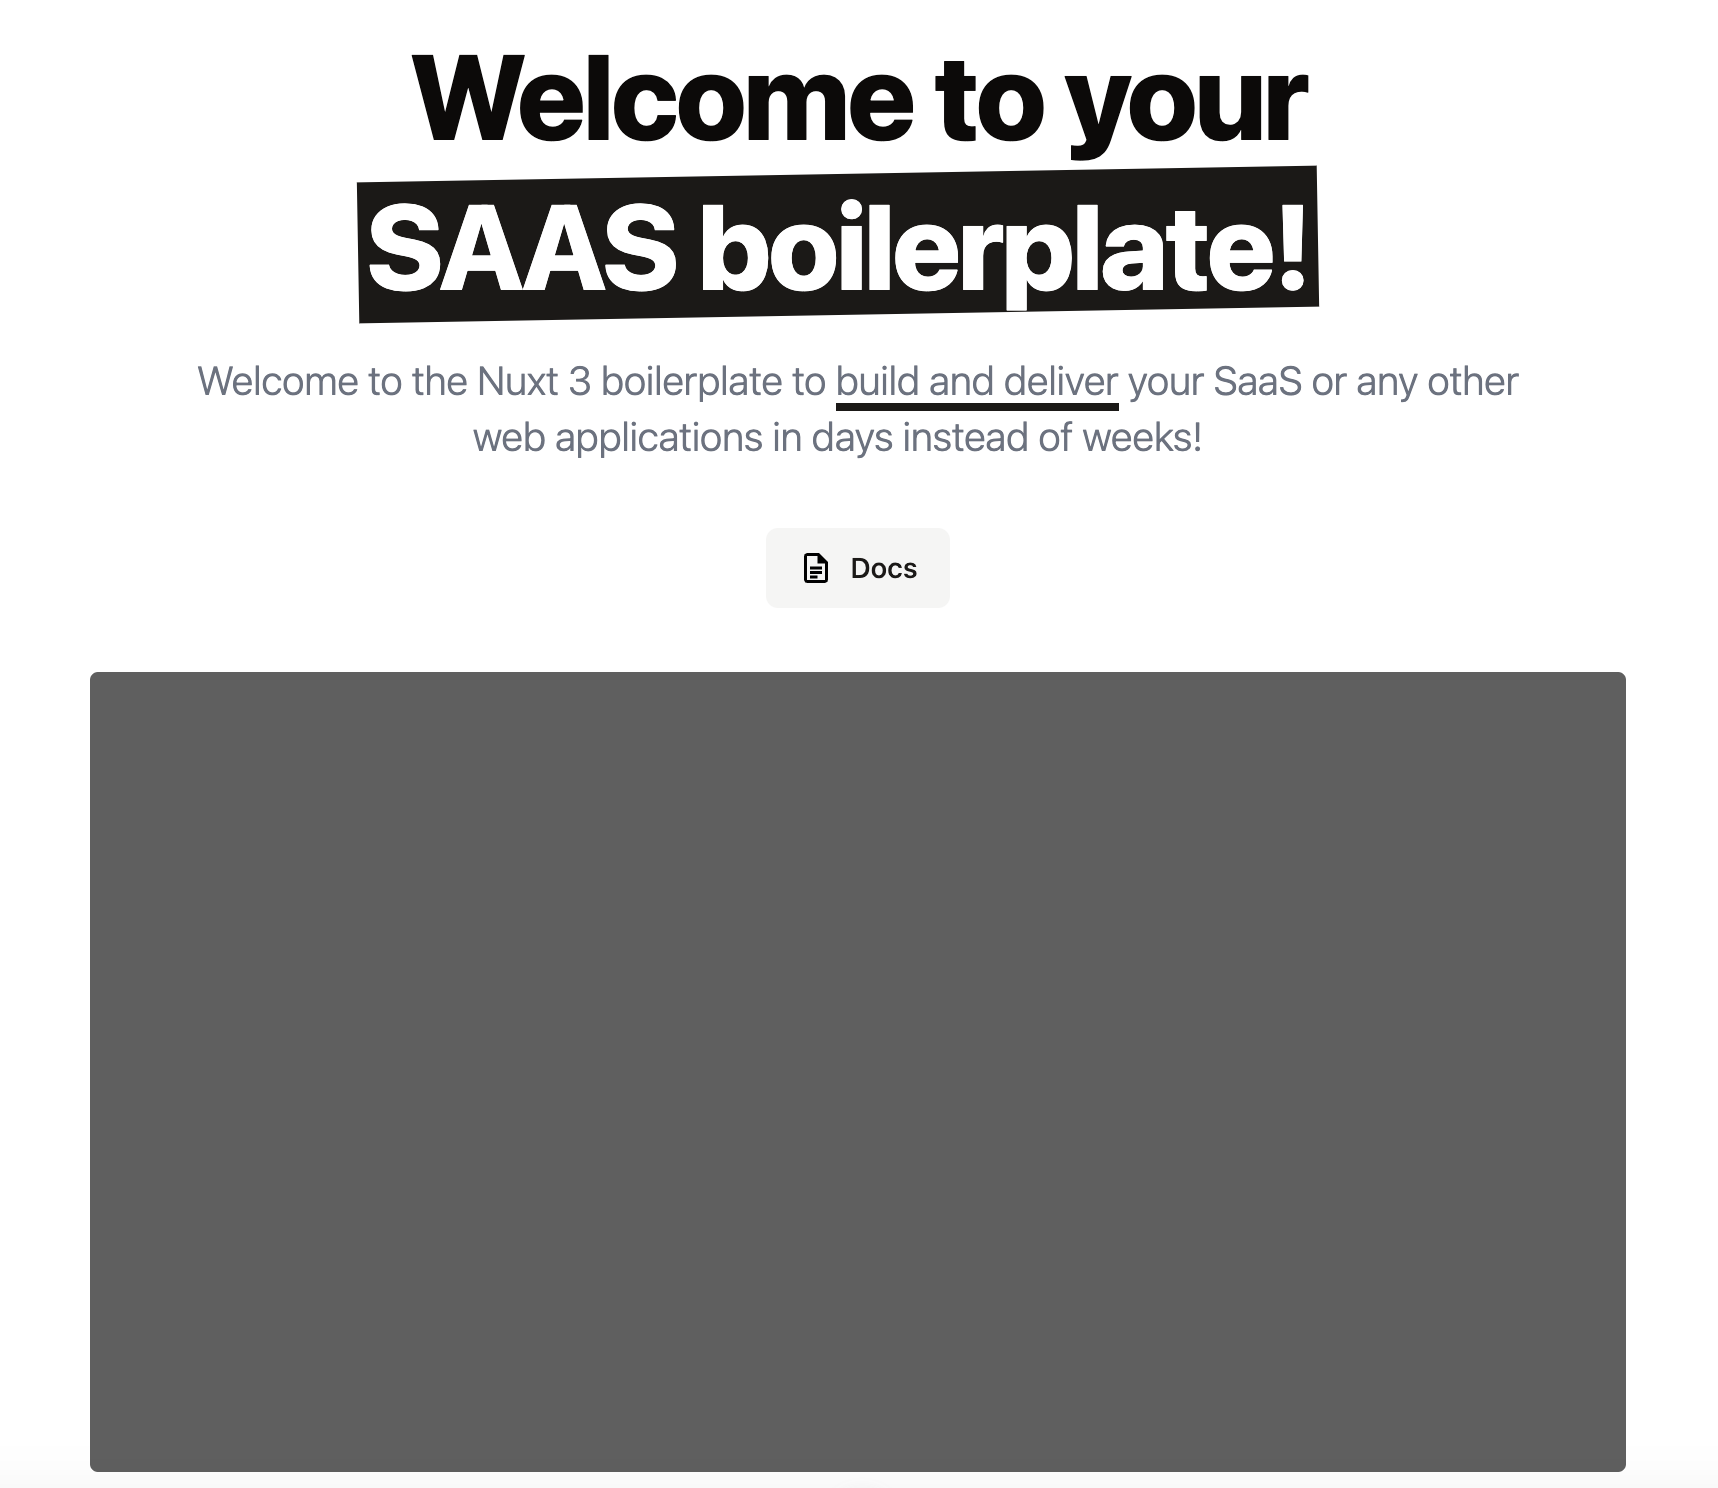 Welcome to your
SAAS boilerplate!
Welcome to the Nuxt 3 boilerplate to build and deliver your SaaS or any other
web applications in days instead of weeks!
Docs